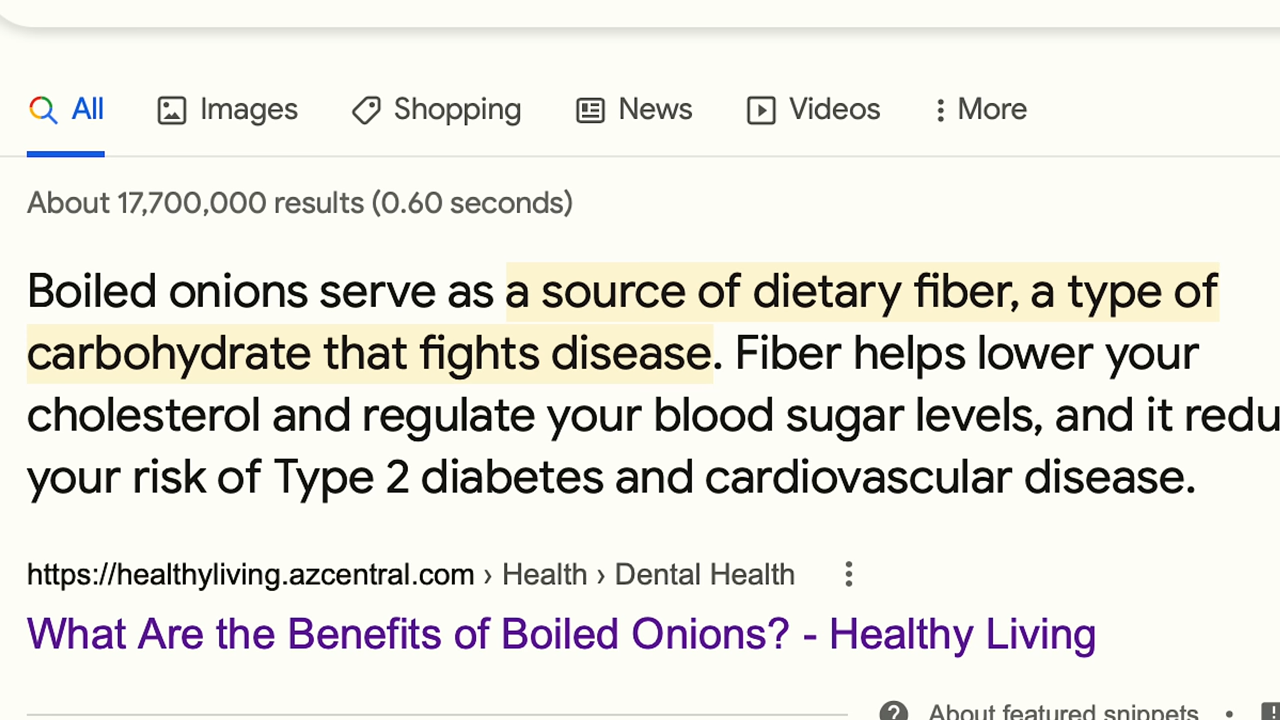 All Images Shopping News Videos More
About 17,700,000 results (0.60 seconds)
Boiled onions serve as a source of dietary fiber, a type of
carbohydrate that fights disease. Fiber helps lower your
cholesterol and regulate your blood sugar levels, and it redu
your risk of Type 2 diabetes and cardiovascular disease.
https://healthyliving.azcentral.com › Health › Dental Health
What Are the Benefits of Boiled Onions? - Healthy Living
About featured snippets •